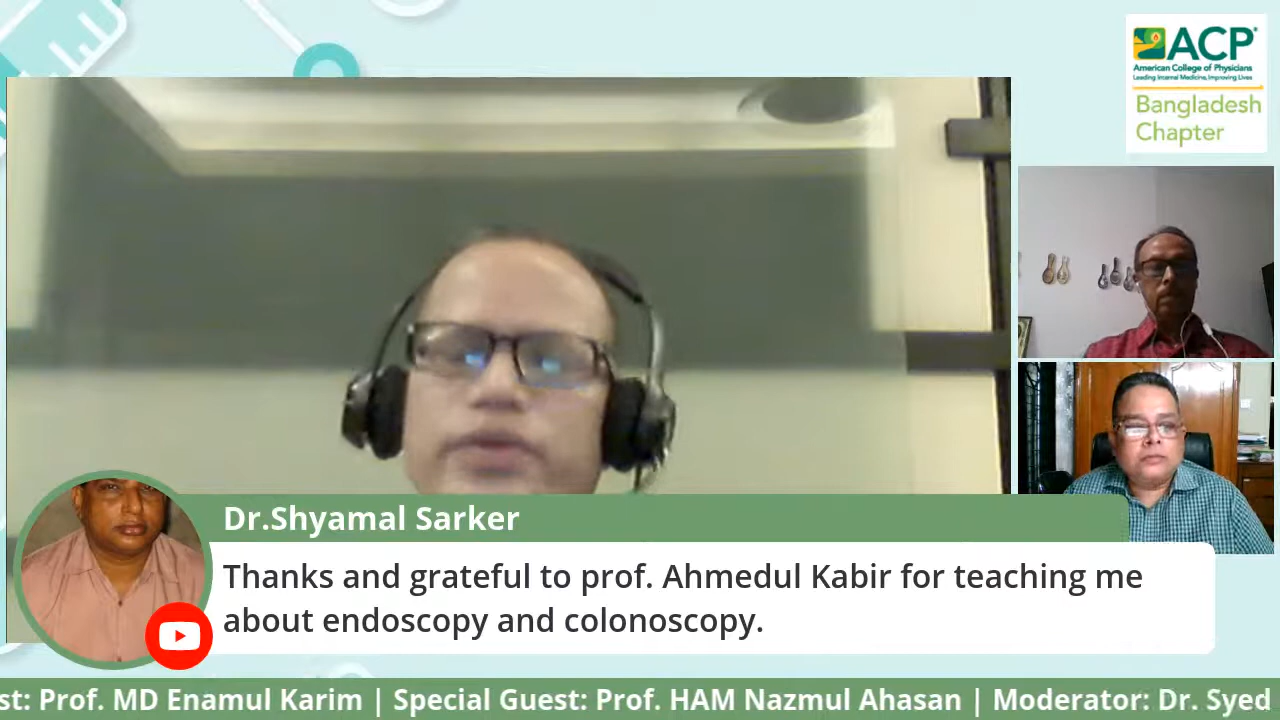 ACP®
American College of Physicians
Leading Internal Medicine, Improving Lives
Bangladesh
Chapter
Dr.Shyamal Sarker
Thanks and grateful to prof. Ahmedul Kabir for teaching me
about endoscopy and colonoscopy.
st: Prof. MD Enamul Karim | Special Guest: Prof. HAM Nazmul Ahasan | Moderator: Dr. Syed